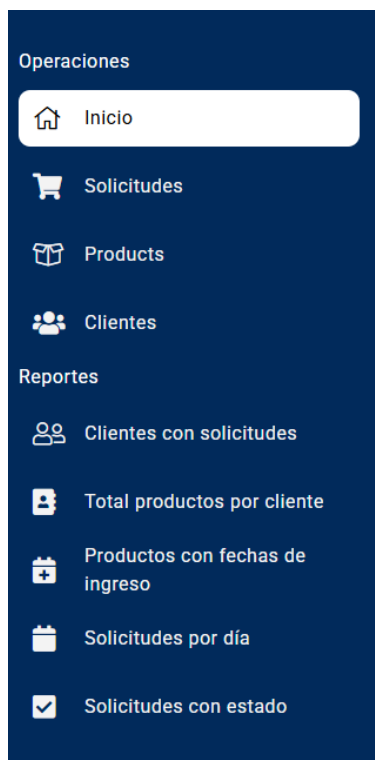 Operaciones
Inicio
Solicitudes
Products
Clientes
Reportes
Clientes con solicitudes
Total productos por cliente
Productos con fechas de
ingreso
Solicitudes por día
Solicitudes con estado